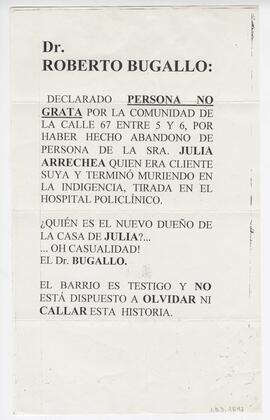 Dr.
ROBERTO BUGALLO:
DECLARADO PERSONA NO
GRATA POR LA COMUNIDAD DE
LA CALLE 67 ENTRE 5 Y 6, POR
HABER HECHO ABANDONO DE
PERSONA DE LA SRA. JULIA
ARRECHEA QUIEN ERA CLIENTE
SUYA Y TERMINÓ MURIENDO EN
LA INDIGENCIA, TIRADA EN EL
HOSPITAL POLICLÍNICO.
¿QUIÉN ES EL NUEVO DUEÑO DE
LA CASA DE JULIA?...
... OH CASUALIDAD!
EL Dr. BUGALLO.
EL BARRIO ES TESTIGO Y NO
ESTÁ DISPUESTO A OLVIDAR NI
CALLAR ESTA HISTORIA.